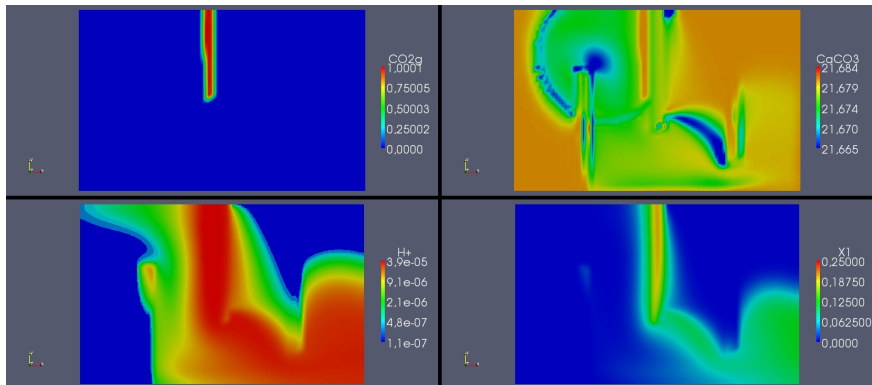 CO2g
1,0001
0,75005
0,50003
0,25002
0,0000
CaCO3
21,684
21,679
21,674
21,670
21,665
H+
3,9e-05
9,1e-06
2,1e-06
4,8e-07
1,1e-07
X1
0,25000
0,18750
0,12500
0,062500
0,0000